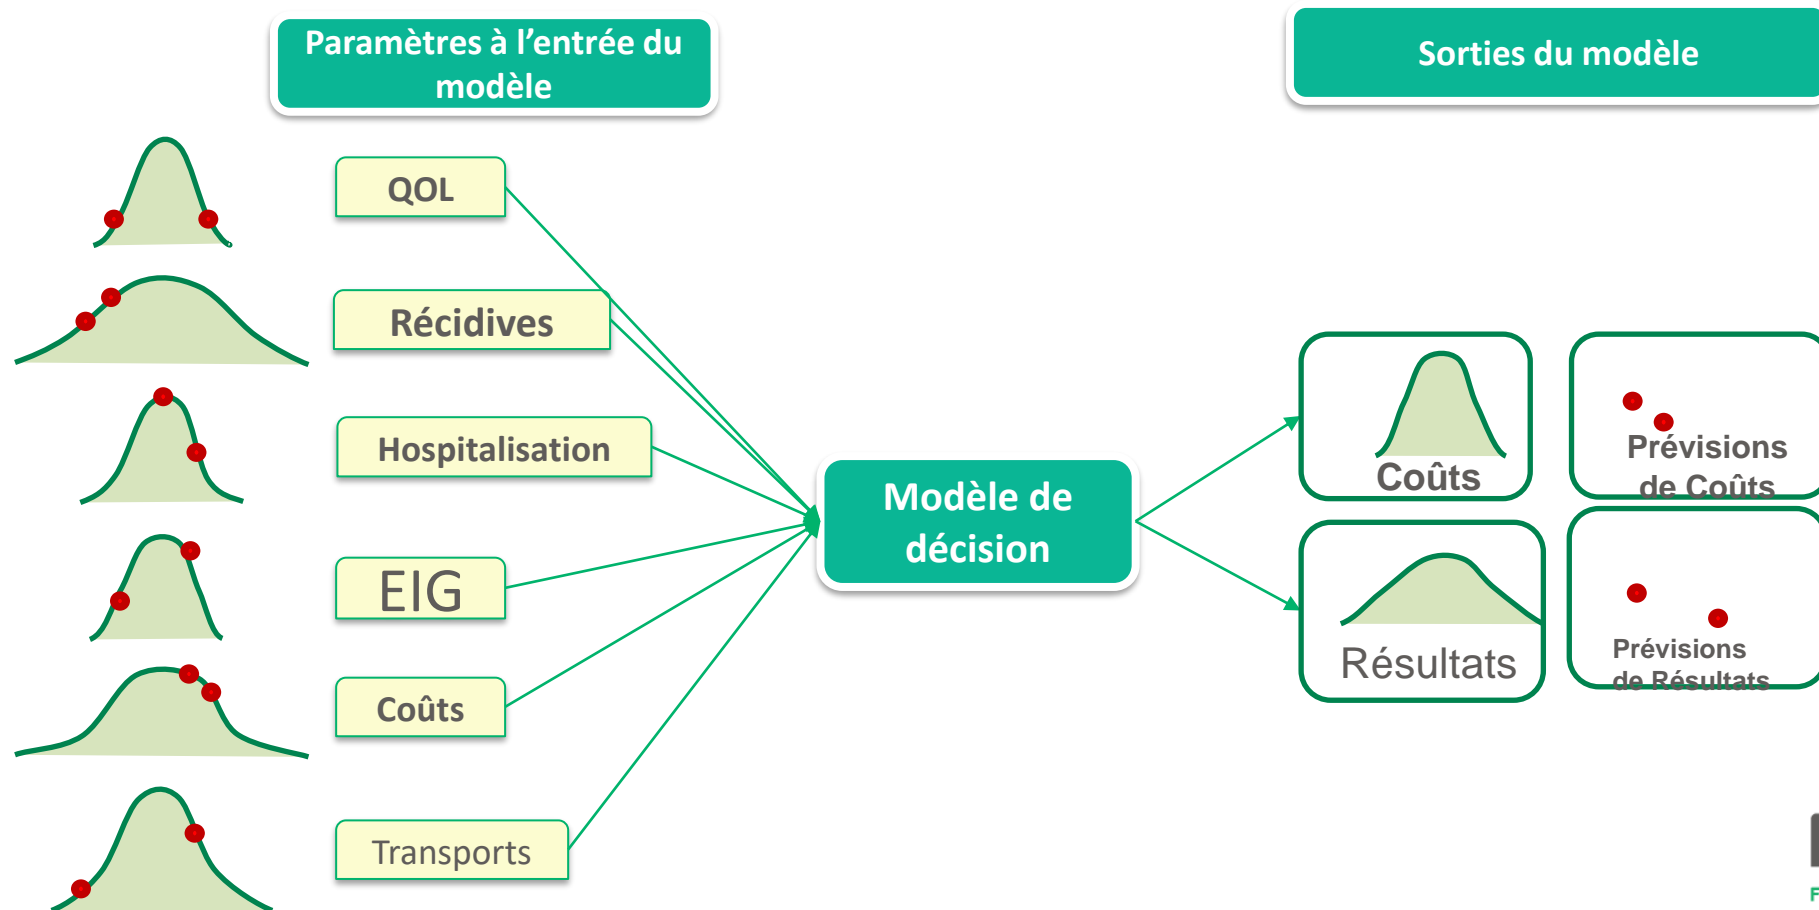 Paramètres à l’entrée du
modèle
Sorties du modèle
QOL
Récidives
Hospitalisation
EIG
Coûts
Transports
Modèle de
décision
Coûts
Prévisions
de Coûts
Résultats
Prévisions
de Résultats
F